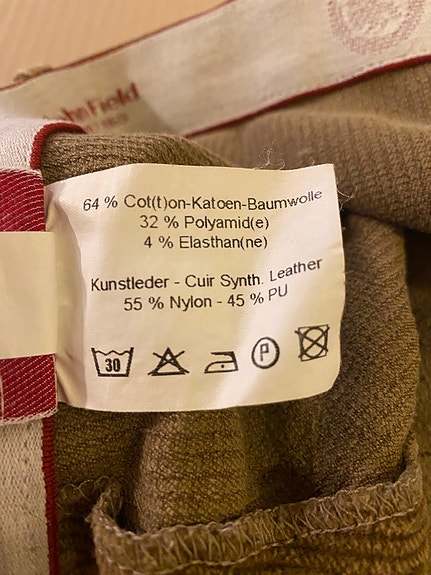 64 % Cot(t)on-Katoen-Baumwolle
32 % Polyamid(e)
4 % Elasthan(ne)
Kunstleder - Cuir Synth. Leather
55 % Nylon - 45 % PU
30
P